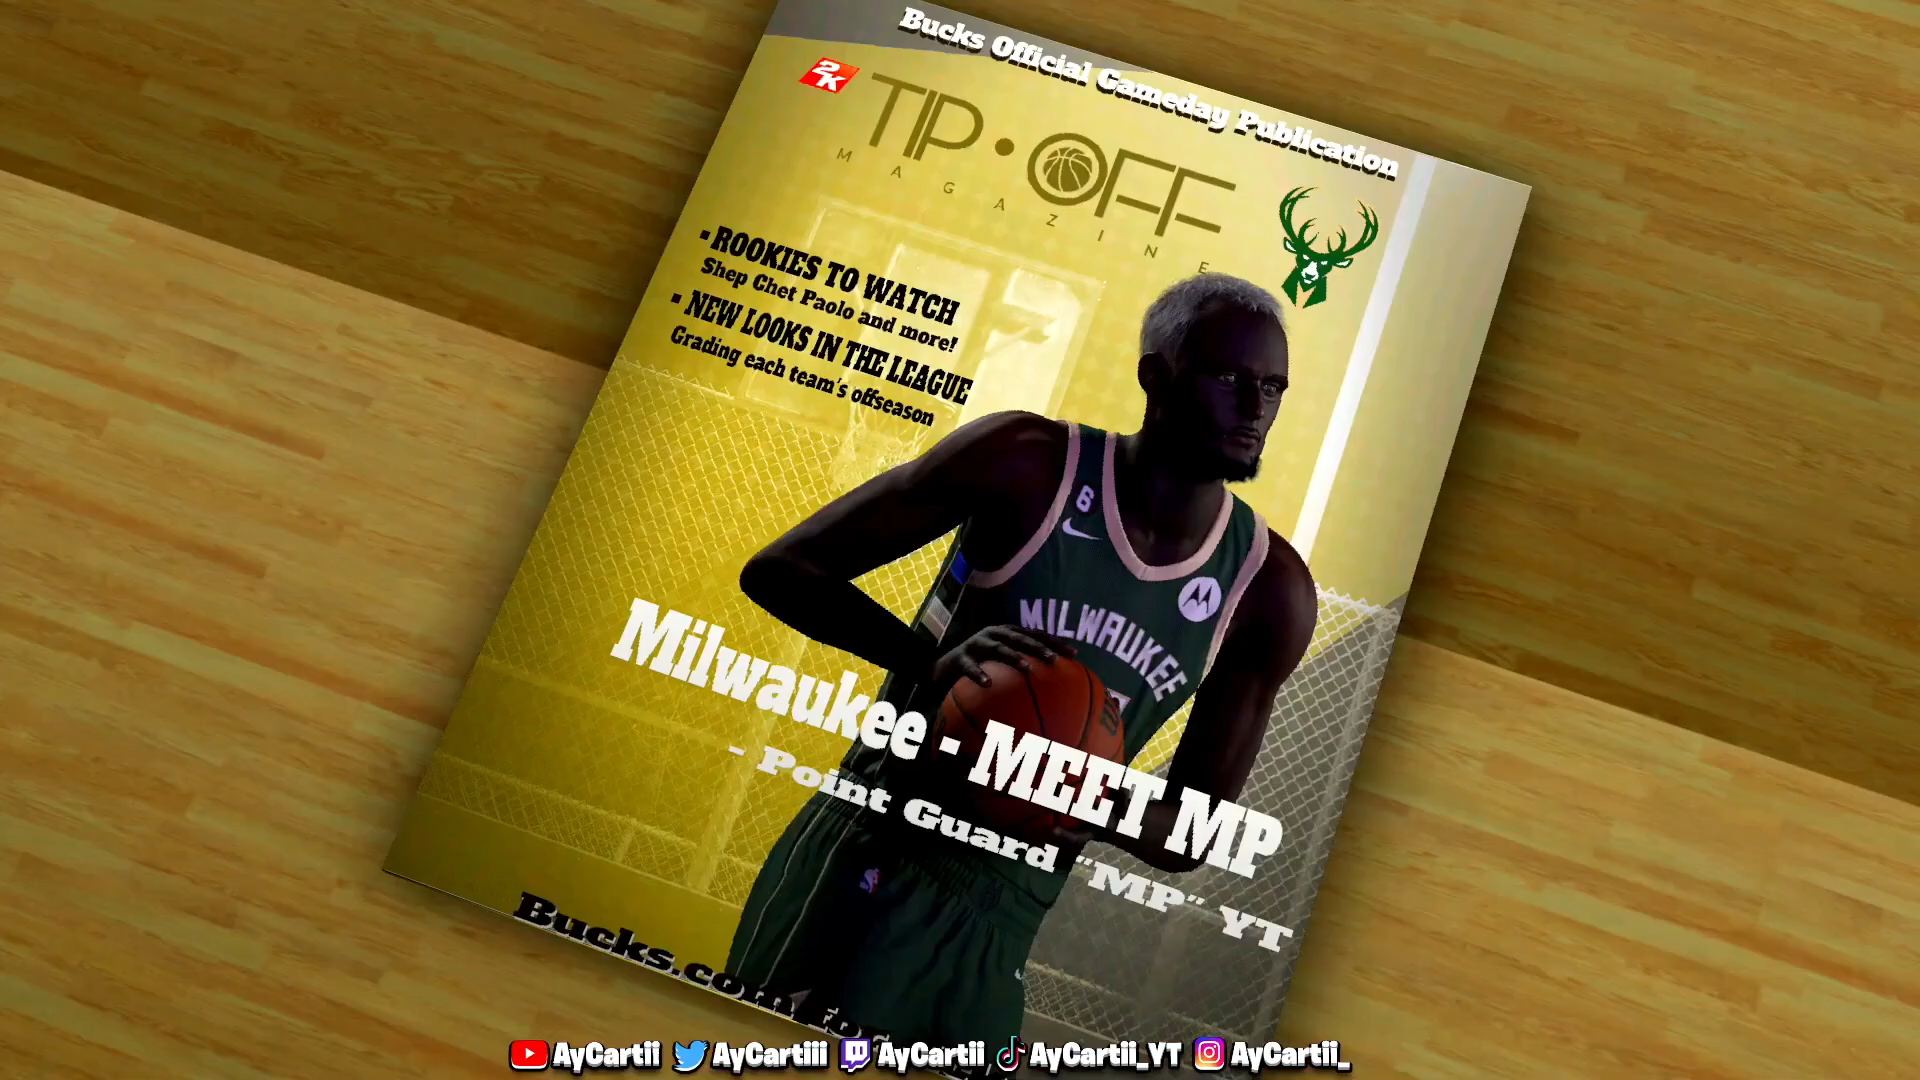 Bucks Official Gameday Publication
2K
TIP·OFF
MAGAZINE
▪ ROOKIES TO WATCH
Shep Chet Paolo and more!
▪ NEW LOOKS IN THE LEAGUE
Grading each team's offseason
6
MILWAUKEE
Milwaukee - MEET MP
- Point Guard "MP" YT
Bucks.com for
AyCartii AyCartiii AyCartii AyCartii_YT AyCartii_